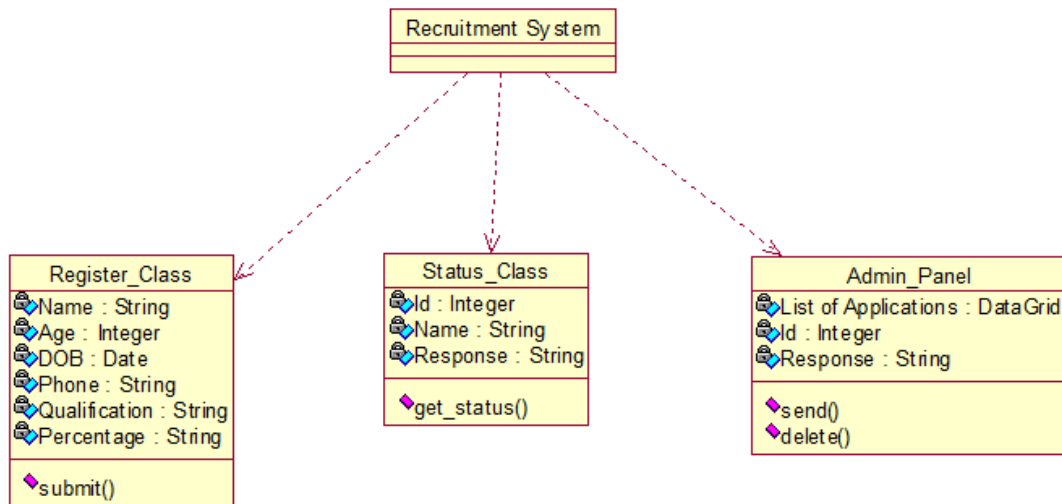 Recruitment System
Register_Class
Name : String
Age : Integer
DOB : Date
Phone : String
Qualification : String
Percentage : String
submit()
Status_Class
Id : Integer
Name : String
Response : String
get_status()
Admin_Panel
List of Applications : DataGrid
Id : Integer
Response : String
send()
delete()